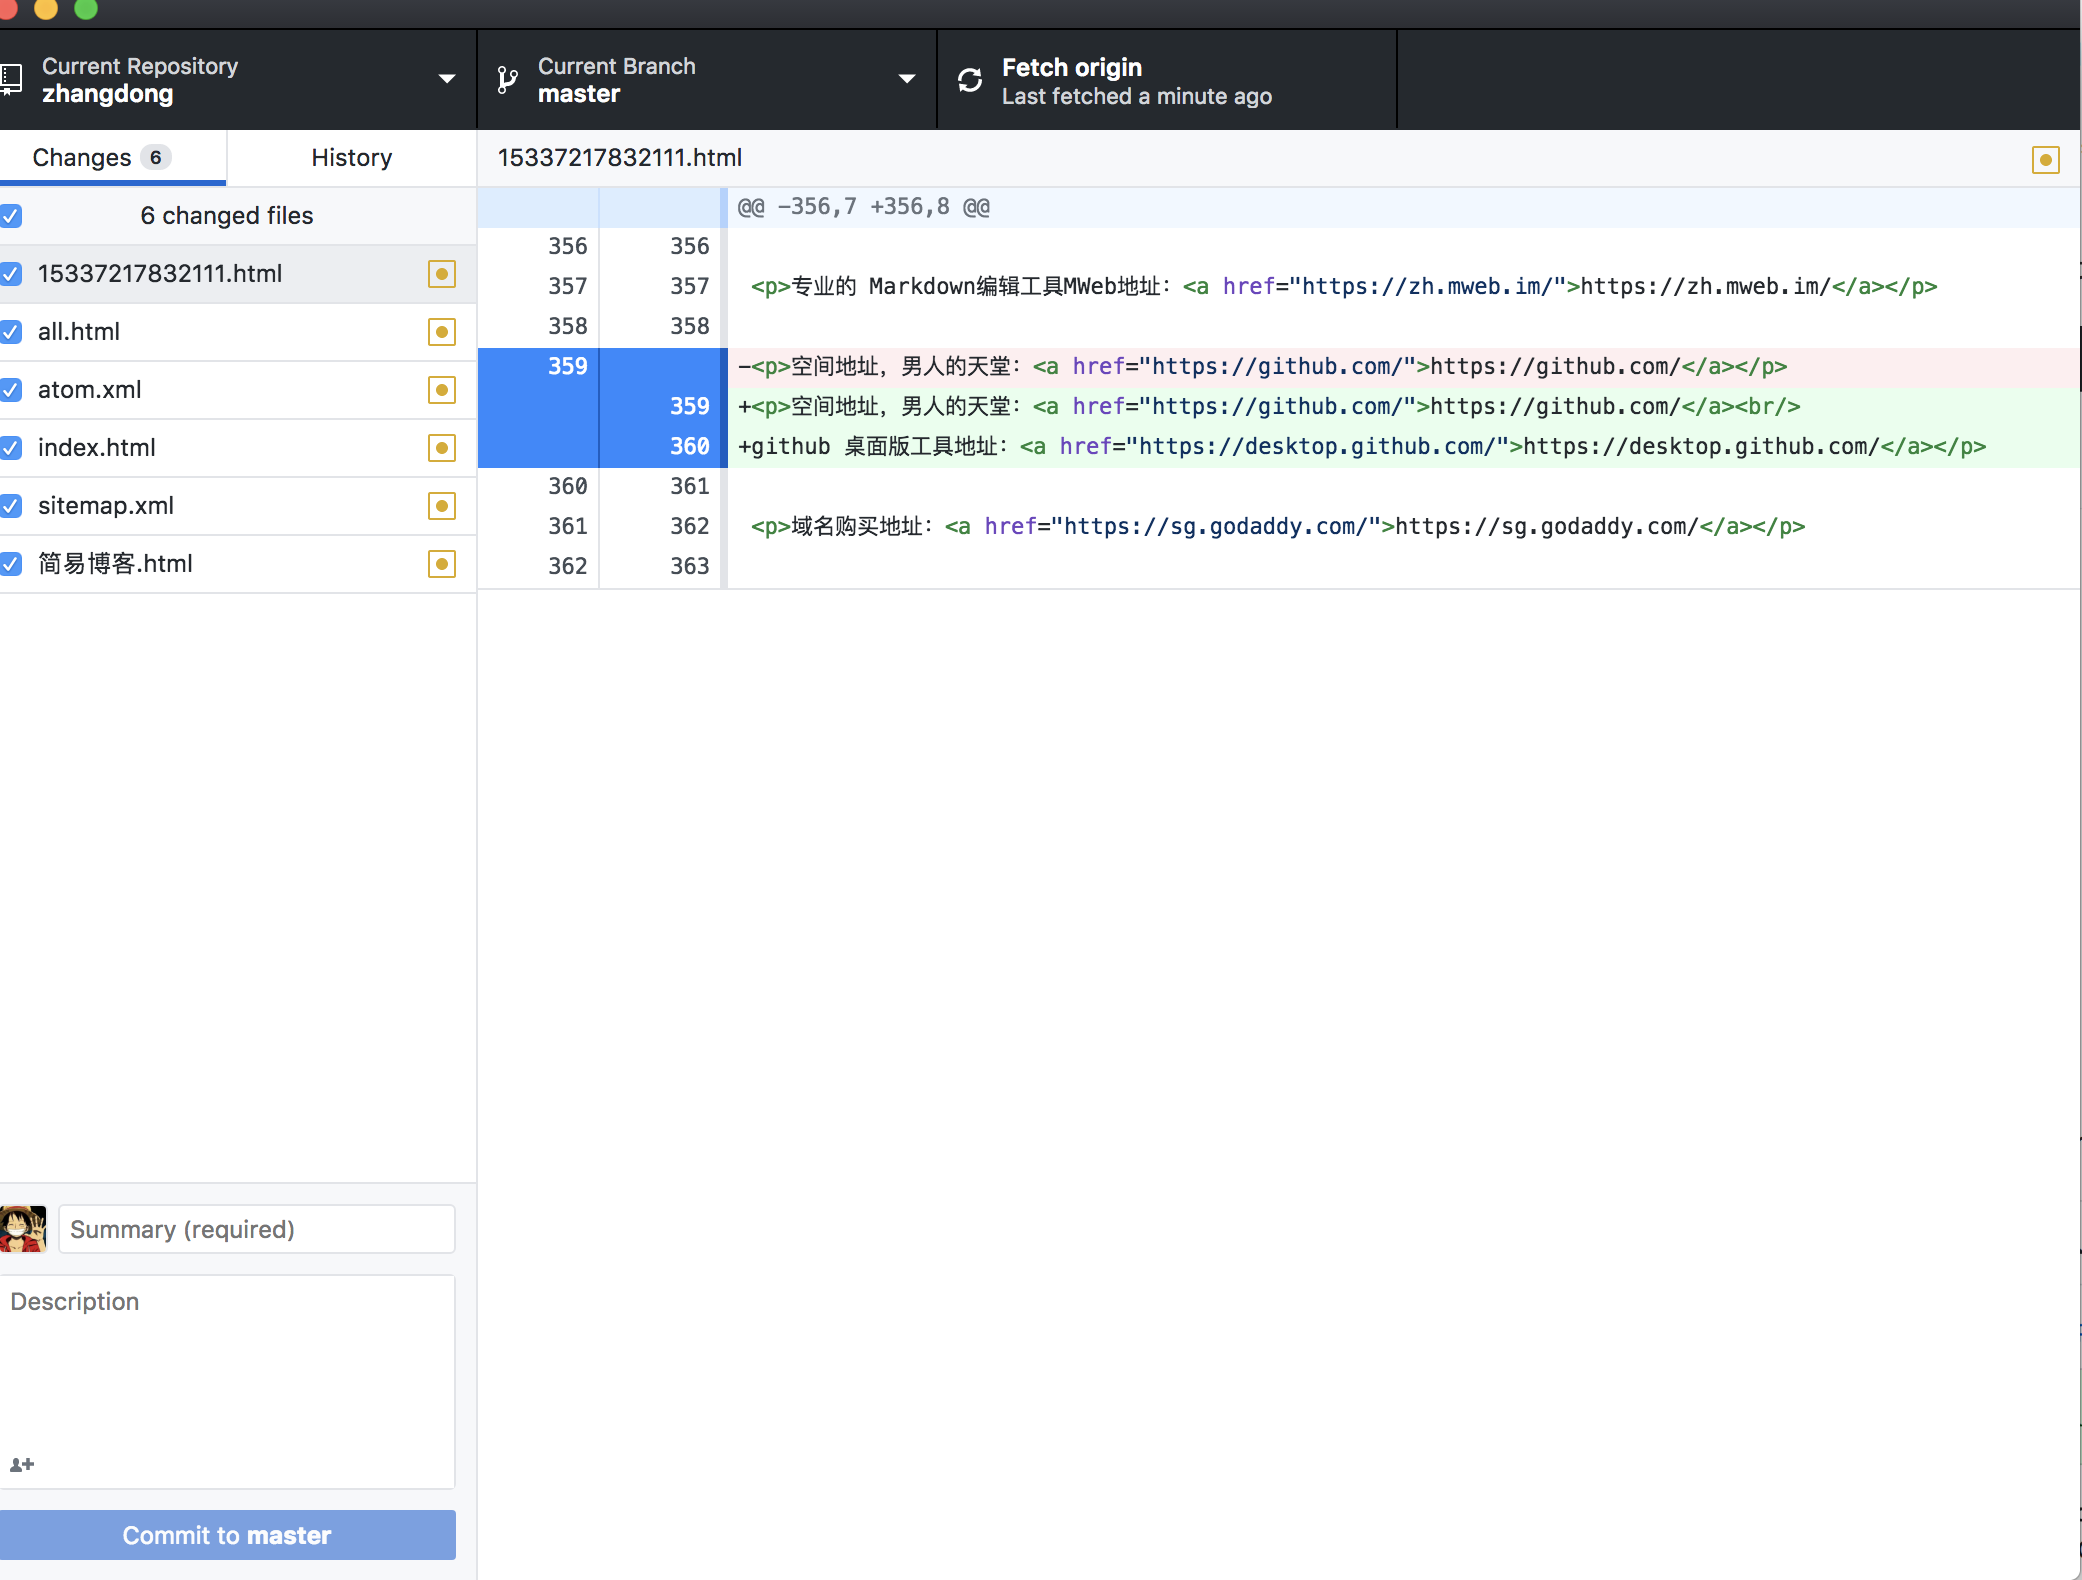 Current Repository
zhangdong
Current Branch
master
Fetch origin
Last fetched a minute ago
Changes 6
History
6 changed files
15337217832111.html
all.html
atom.xml
index.html
sitemap.xml
简易博客.html
Summary (required)
Description
Commit to master
15337217832111.html
@@ -356,7 +356,8 @@
356 356
357 357 <p>专业的 Markdown编辑工具MWeb地址：<a href="https://zh.mweb.im/">https://zh.mweb.im/</a></p>
358 358
359 -<p>空间地址，男人的天堂：<a href="https://github.com/">https://github.com/</a></p>
359 +<p>空间地址，男人的天堂：<a href="https://github.com/">https://github.com/</a><br/>
360 +github 桌面版工具地址：<a href="https://desktop.github.com/">https://desktop.github.com/</a></p>
360 361
361 362 <p>域名购买地址：<a href="https://sg.godaddy.com/">https://sg.godaddy.com/</a></p>
362 363